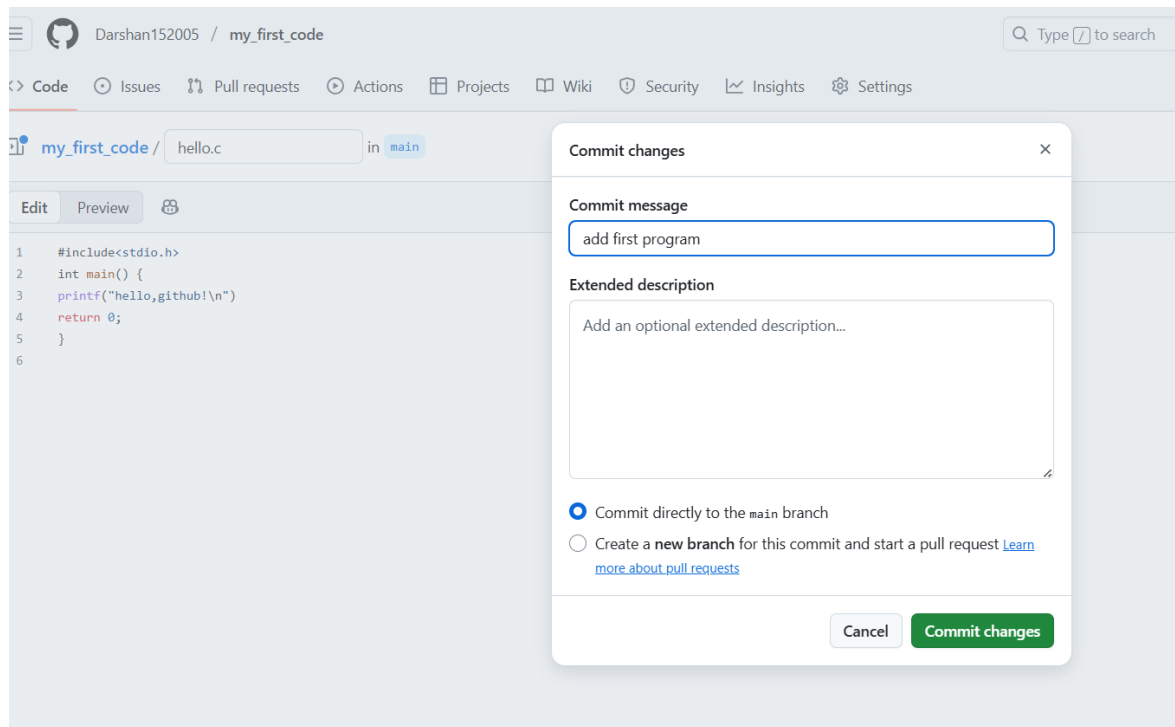 Darshan152005 / my_first_code
Type / to search
<> Code Issues Pull requests Actions Projects Wiki Security Insights Settings
my_first_code / hello.c in main
Edit Preview
1 #include<stdio.h>
2 int main() {
3 printf("hello,github!\n")
4 return 0;
5 }
6
Commit changes
Commit message
add first program
Extended description
Add an optional extended description...
Commit directly to the main branch
Create a new branch for this commit and start a pull request Learn
more about pull requests
Cancel Commit changes